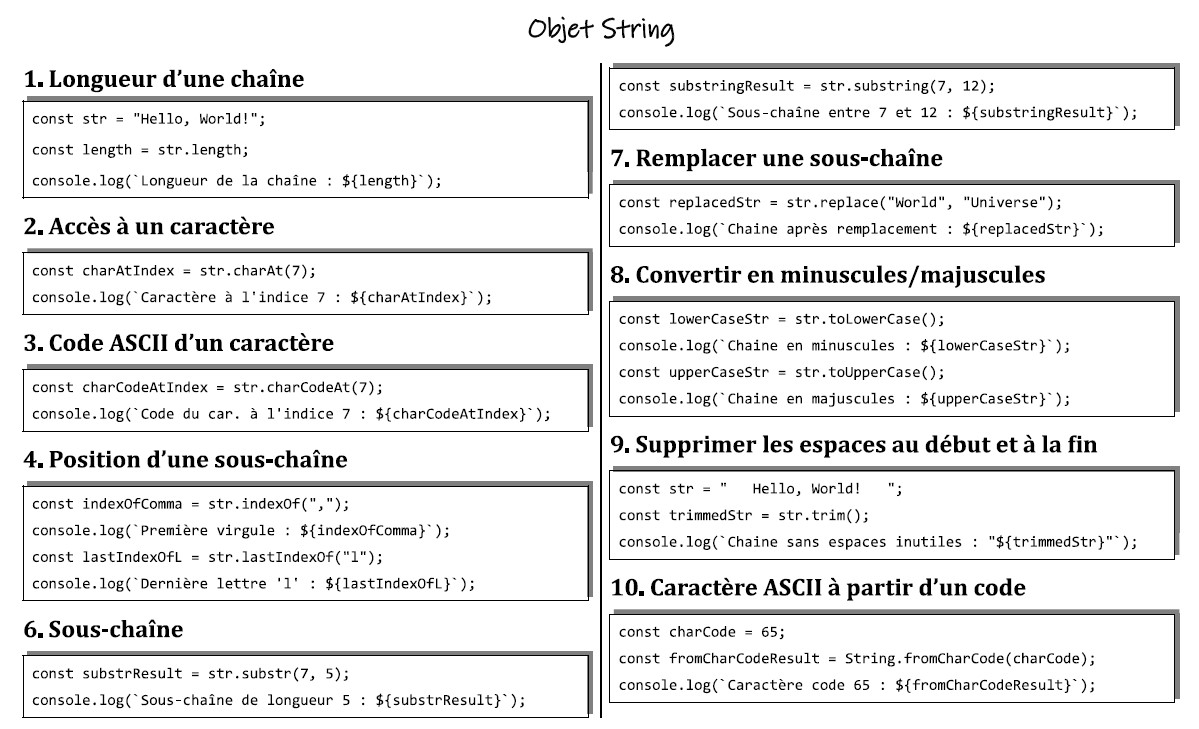 Objet String
1. Longueur d’une chaîne
const str = "Hello, World!";
const length = str.length;
console.log(`Longueur de la chaîne : ${length}`);
2. Accès à un caractère
const charAtIndex = str.charAt(7);
console.log(`Caractère à l'indice 7 : ${charAtIndex}`);
3. Code ASCII d’un caractère
const charCodeAtIndex = str.charCodeAt(7);
console.log(`Code du car. à l'indice 7 : ${charCodeAtIndex}`);
4. Position d’une sous-chaîne
const indexOfComma = str.indexOf(",");
console.log(`Première virgule : ${indexOfComma}`);
const lastIndexOfL = str.lastIndexOf("l");
console.log(`Dernière lettre 'l' : ${lastIndexOfL}`);
6. Sous-chaîne
const substrResult = str.substr(7, 5);
console.log(`Sous-chaîne de longueur 5 : ${substrResult}`);
const substringResult = str.substring(7, 12);
console.log(`Sous-chaîne entre 7 et 12 : ${substringResult}`);
7. Remplacer une sous-chaîne
const replacedStr = str.replace("World", "Universe");
console.log(`Chaine après remplacement : ${replacedStr}`);
8. Convertir en minuscules/majuscules
const lowerCaseStr = str.toLowerCase();
console.log(`Chaine en minuscules : ${lowerCaseStr}`);
const upperCaseStr = str.toUpperCase();
console.log(`Chaine en majuscules : ${upperCaseStr}`);
9. Supprimer les espaces au début et à la fin
const str = "   Hello, World!   ";
const trimmedStr = str.trim();
console.log(`Chaine sans espaces inutiles : "${trimmedStr}"`);
10. Caractère ASCII à partir d’un code
const charCode = 65;
const fromCharCodeResult = String.fromCharCode(charCode);
console.log(`Caractère code 65 : ${fromCharCodeResult}`);